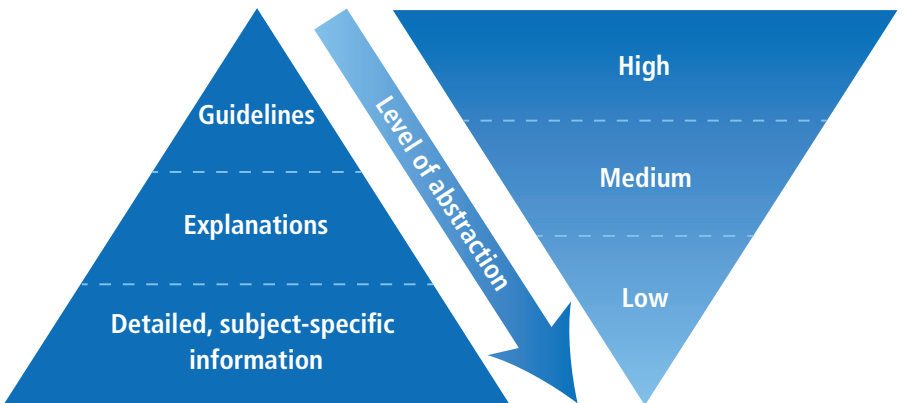 Guidelines
Explanations
Detailed, subject-specific
information
Level of abstraction
High
Medium
Low